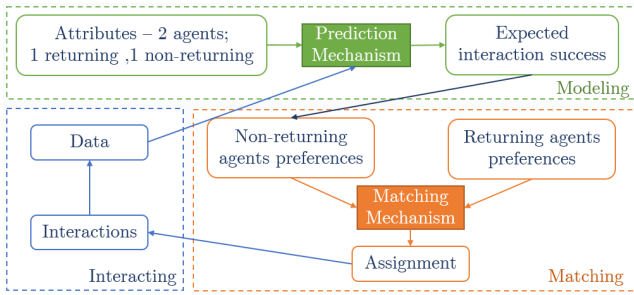 Attributes – 2 agents;
1 returning ,1 non-returning
Prediction
Mechanism
Expected
interaction success
Modeling
Data
Interactions
Interacting
Non-returning
agents preferences
Returning agents
preferences
Matching
Mechanism
Assignment
Matching